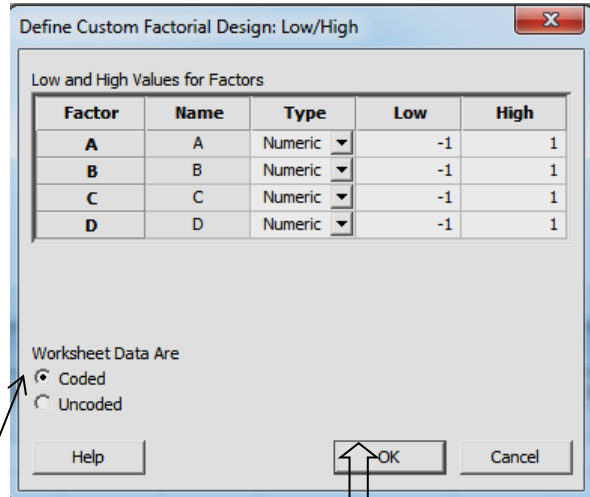 Define Custom Factorial Design: Low/High
Low and High Values for Factors
Factor Name Type Low High
A A Numeric -1 1
B B Numeric -1 1
C C Numeric -1 1
D D Numeric -1 1
Worksheet Data Are
Coded
Uncoded
Help OK Cancel